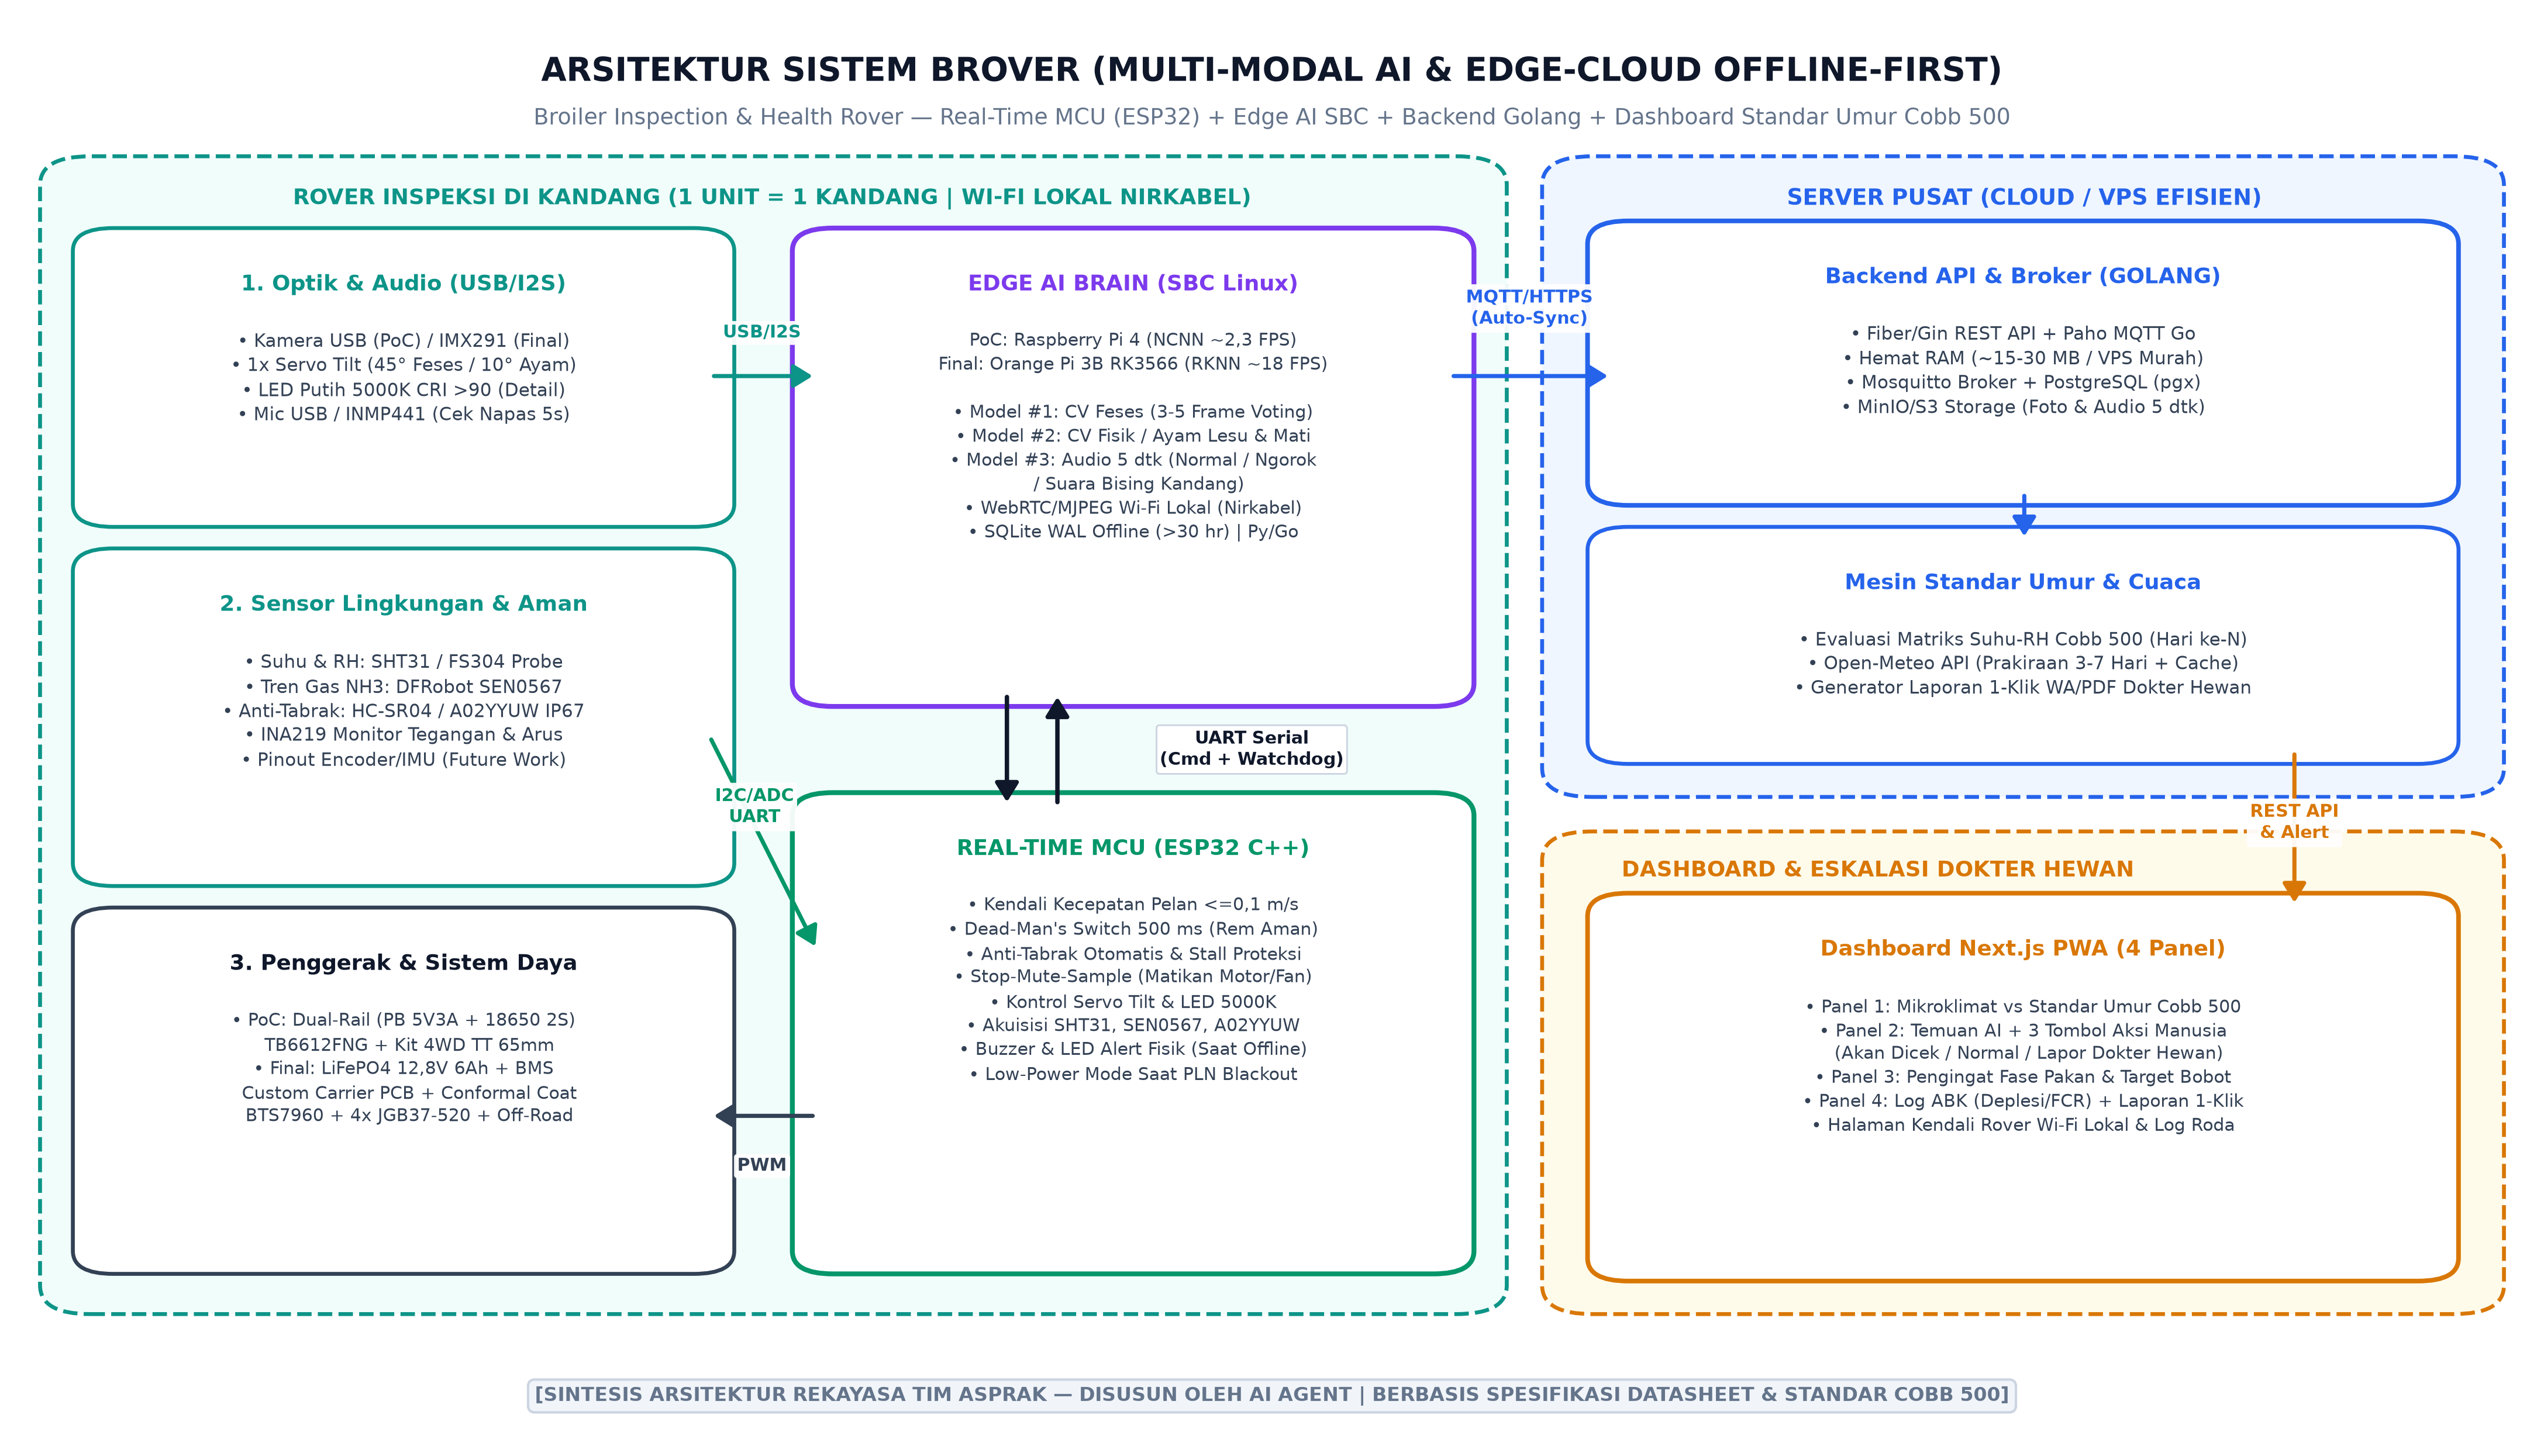 ARSITEKTUR SISTEM BROVER (MULTI-MODAL AI & EDGE-CLOUD OFFLINE-FIRST)
Broiler Inspection & Health Rover — Real-Time MCU (ESP32) + Edge AI SBC + Backend Golang + Dashboard Standar Umur Cobb 500
ROVER INSPEKSI DI KANDANG (1 UNIT = 1 KANDANG | WI-FI LOKAL NIRKABEL)
1. Optik & Audio (USB/I2S)
• Kamera USB (PoC) / IMX291 (Final)
• 1x Servo Tilt (45° Feses / 10° Ayam)
• LED Putih 5000K CRI >90 (Detail)
• Mic USB / INMP441 (Cek Napas 5s)
USB/I2S
2. Sensor Lingkungan & Aman
• Suhu & RH: SHT31 / FS304 Probe
• Tren Gas NH3: DFRobot SEN0567
• Anti-Tabrak: HC-SR04 / A02YYUW IP67
• INA219 Monitor Tegangan & Arus
• Pinout Encoder/IMU (Future Work)
I2C/ADC
UART
3. Penggerak & Sistem Daya
• PoC: Dual-Rail (PB 5V3A + 18650 2S)
TB6612FNG + Kit 4WD TT 65mm
• Final: LiFePO4 12,8V 6Ah + BMS
Custom Carrier PCB + Conformal Coat
BTS7960 + 4x JGB37-520 + Off-Road
PWM
EDGE AI BRAIN (SBC Linux)
PoC: Raspberry Pi 4 (NCNN ~2,3 FPS)
Final: Orange Pi 3B RK3566 (RKNN ~18 FPS)
• Model #1: CV Feses (3-5 Frame Voting)
• Model #2: CV Fisik / Ayam Lesu & Mati
• Model #3: Audio 5 dtk (Normal / Ngorok
/ Suara Bising Kandang)
• WebRTC/MJPEG Wi-Fi Lokal (Nirkabel)
• SQLite WAL Offline (>30 hr) | Py/Go
UART Serial
(Cmd + Watchdog)
REAL-TIME MCU (ESP32 C++)
• Kendali Kecepatan Pelan <=0,1 m/s
• Dead-Man's Switch 500 ms (Rem Aman)
• Anti-Tabrak Otomatis & Stall Proteksi
• Stop-Mute-Sample (Matikan Motor/Fan)
• Kontrol Servo Tilt & LED 5000K
• Akuisisi SHT31, SEN0567, A02YYUW
• Buzzer & LED Alert Fisik (Saat Offline)
• Low-Power Mode Saat PLN Blackout
MQTT/HTTPS
(Auto-Sync)
SERVER PUSAT (CLOUD / VPS EFISIEN)
Backend API & Broker (GOLANG)
• Fiber/Gin REST API + Paho MQTT Go
• Hemat RAM (~15-30 MB / VPS Murah)
• Mosquitto Broker + PostgreSQL (pgx)
• MinIO/S3 Storage (Foto & Audio 5 dtk)
Mesin Standar Umur & Cuaca
• Evaluasi Matriks Suhu-RH Cobb 500 (Hari ke-N)
• Open-Meteo API (Prakiraan 3-7 Hari + Cache)
• Generator Laporan 1-Klik WA/PDF Dokter Hewan
REST API
& Alert
DASHBOARD & ESKALASI DOKTER HEWAN
Dashboard Next.js PWA (4 Panel)
• Panel 1: Mikroklimat vs Standar Umur Cobb 500
• Panel 2: Temuan AI + 3 Tombol Aksi Manusia
(Akan Dicek / Normal / Lapor Dokter Hewan)
• Panel 3: Pengingat Fase Pakan & Target Bobot
• Panel 4: Log ABK (Deplesi/FCR) + Laporan 1-Klik
• Halaman Kendali Rover Wi-Fi Lokal & Log Roda
[SINTESIS ARSITEKTUR REKAYASA TIM ASPRAK — DISUSUN OLEH AI AGENT | BERBASIS SPESIFIKASI DATASHEET & STANDAR COBB 500]